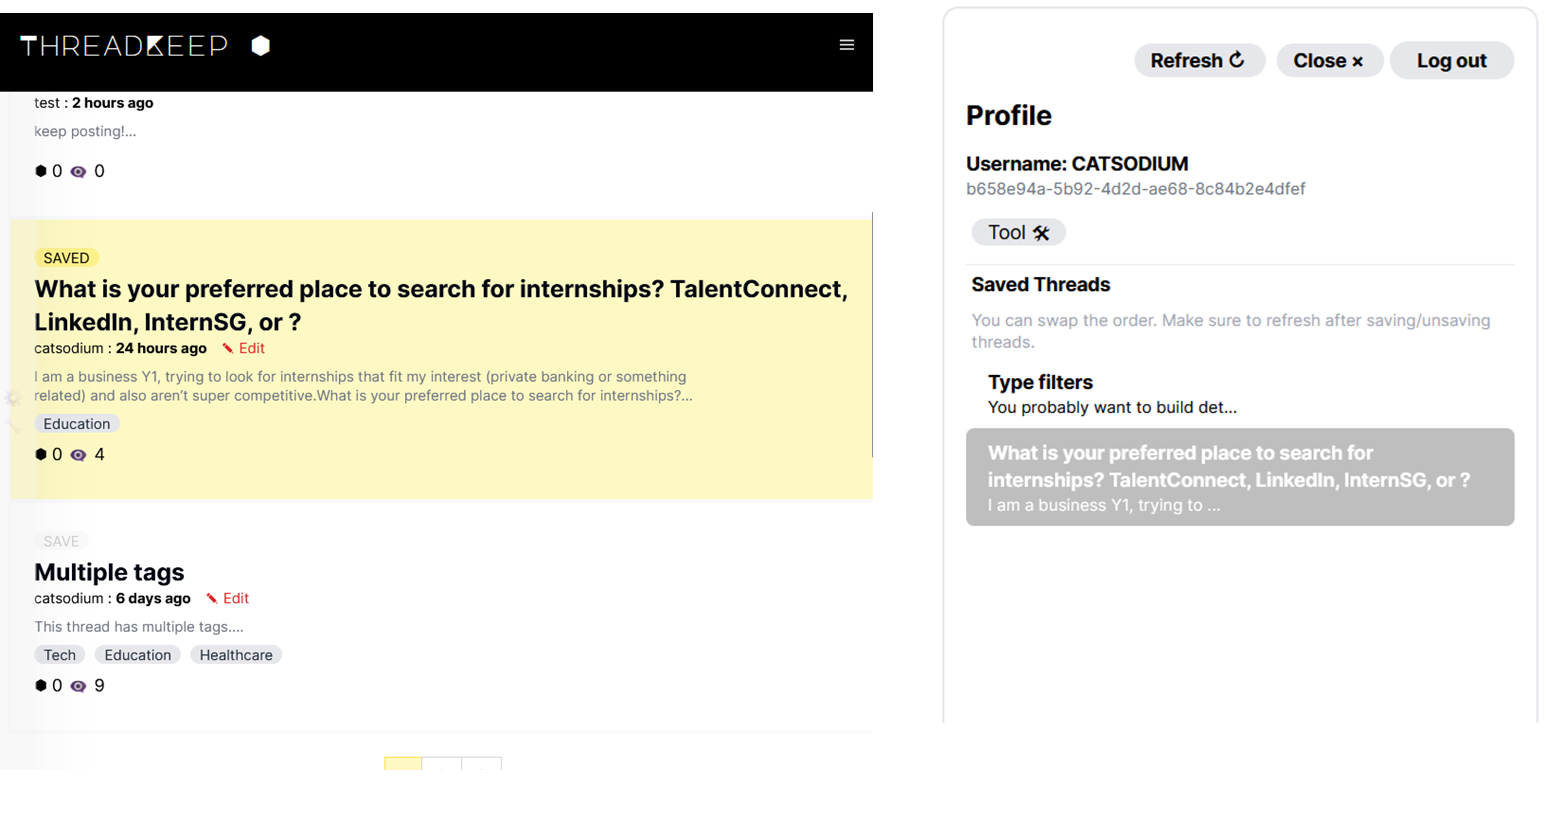 THREADKEEP
test : 2 hours ago
keep posting!...
0 0
SAVED
What is your preferred place to search for internships? TalentConnect,
LinkedIn, InternSG, or ?
catsodium : 24 hours ago Edit
I am a business Y1, trying to look for internships that fit my interest (private banking or something
related) and also aren’t super competitive.What is your preferred place to search for internships?...
Education
0 4
SAVE
Multiple tags
catsodium : 6 days ago Edit
This thread has multiple tags....
Tech Education Healthcare
0 9
Refresh ↻ Close × Log out
Profile
Username: CATSODIUM
b658e94a-5b92-4d2d-ae68-8c84b2e4dfef
Tool 🛠
Saved Threads
You can swap the order. Make sure to refresh after saving/unsaving
threads.
Type filters
You probably want to build det...
What is your preferred place to search for
internships? TalentConnect, LinkedIn, InternSG, or ?
I am a business Y1, trying to ...